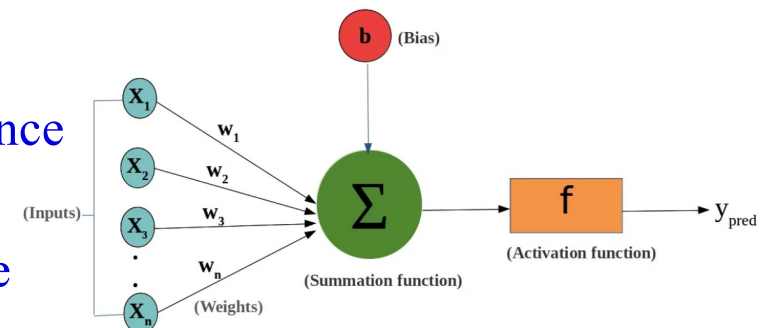 b (Bias)
X1
nce
w1
X2
w2
(Inputs)
X3
w3
Σ
f
ypred
.
.
e
wn
(Activation function)
(Summation function)
(Weights)
Xn